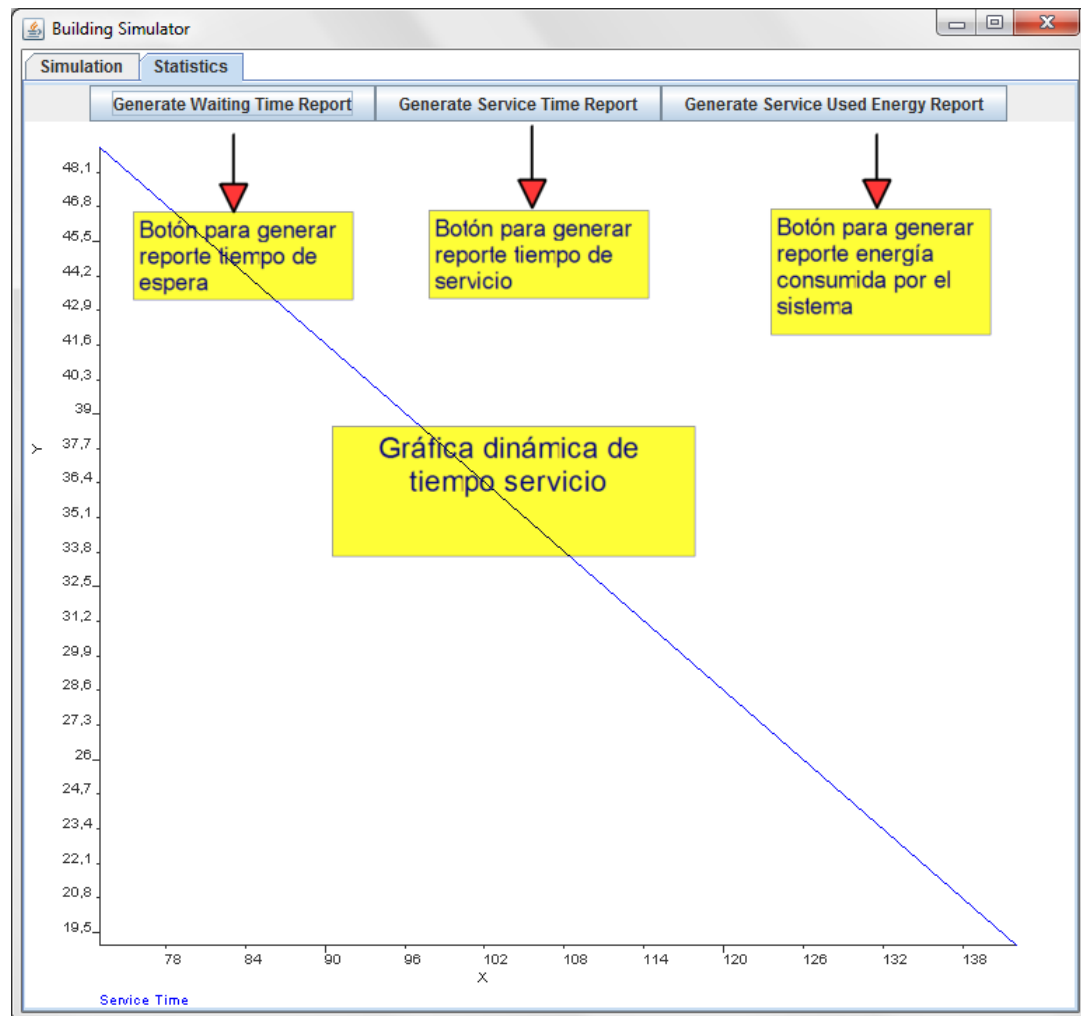 Building Simulator
Simulation
Statistics
Generate Waiting Time Report
Generate Service Time Report
Generate Service Used Energy Report
Botón para generar
reporte tiempo de
espera
Botón para generar
reporte tiempo de
servicio
Botón para generar
reporte energía
consumida por el
sistema
Gráfica dinámica de
tiempo servicio
48,1
46,8
45,5
44,2
42,9
41,6
40,3
39
37,7
36,4
35,1
33,8
32,5
31,2
29,9
28,6
27,3
26
24,7
23,4
22,1
20,8
19,5
Y
78
84
90
96
102
108
114
120
126
132
138
X
Service Time